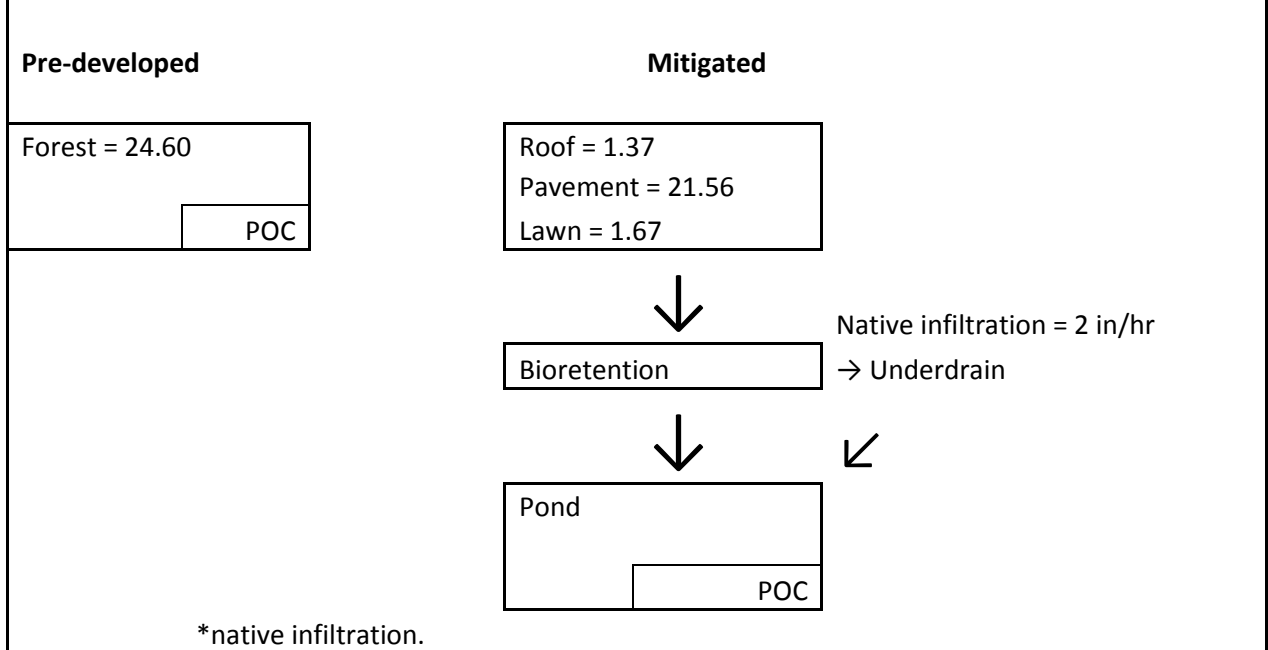 Pre-developed
Mitigated
Forest = 24.60
POC
Roof = 1.37
Pavement = 21.56
Lawn = 1.67
Native infiltration = 2 in/hr
Bioretention
→ Underdrain
Pond
POC
*native infiltration.